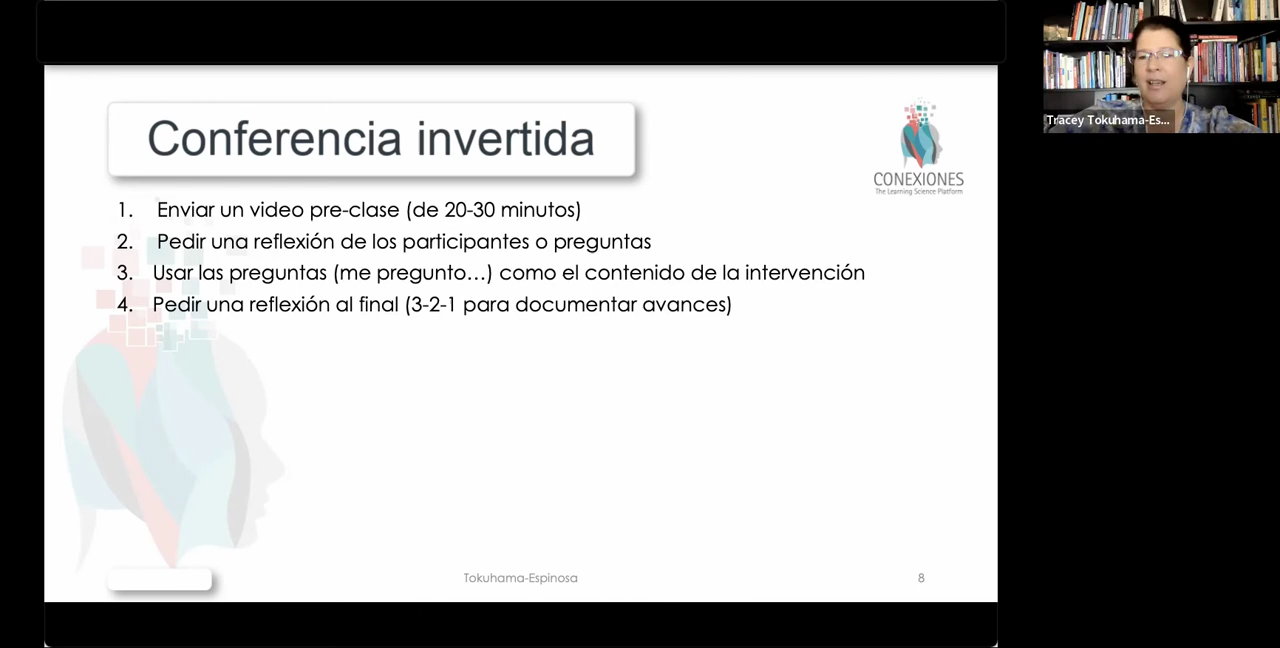 Conferencia invertida
CONEXIONES
The Learning Science Platform
1. Enviar un video pre-clase (de 20-30 minutos)
2. Pedir una reflexión de los participantes o preguntas
3. Usar las preguntas (me pregunto...) como el contenido de la intervención
4. Pedir una reflexión al final (3-2-1 para documentar avances)
Tokuhama-Espinosa
8
Tracey Tokuhama-Es...